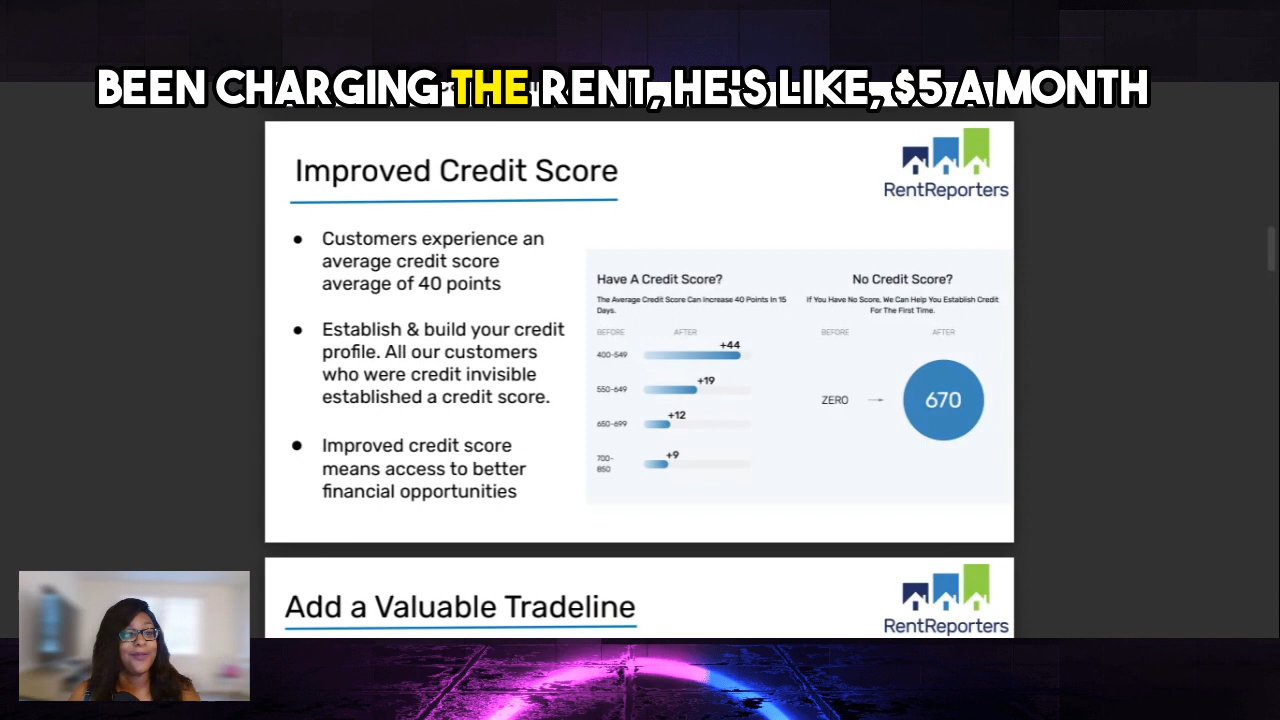 BEEN CHARGING THE RENT, HE'S LIKE, $5 A MONTH
Improved Credit Score
RentReporters
● Customers experience an
average credit score
average of 40 points
● Establish & build your credit
profile. All our customers
who were credit invisible
established a credit score.
● Improved credit score
means access to better
financial opportunities
Have A Credit Score?
The Average Credit Score Can Increase 40 Points In 15
Days.
BEFORE AFTER
400-549 +44
550-649 +19
650-699 +12
700-
850 +9
No Credit Score?
If You Have No Score, We Can Help You Establish Credit
For The First Time.
BEFORE AFTER
ZERO 670
Add a Valuable Tradeline
RentReporters